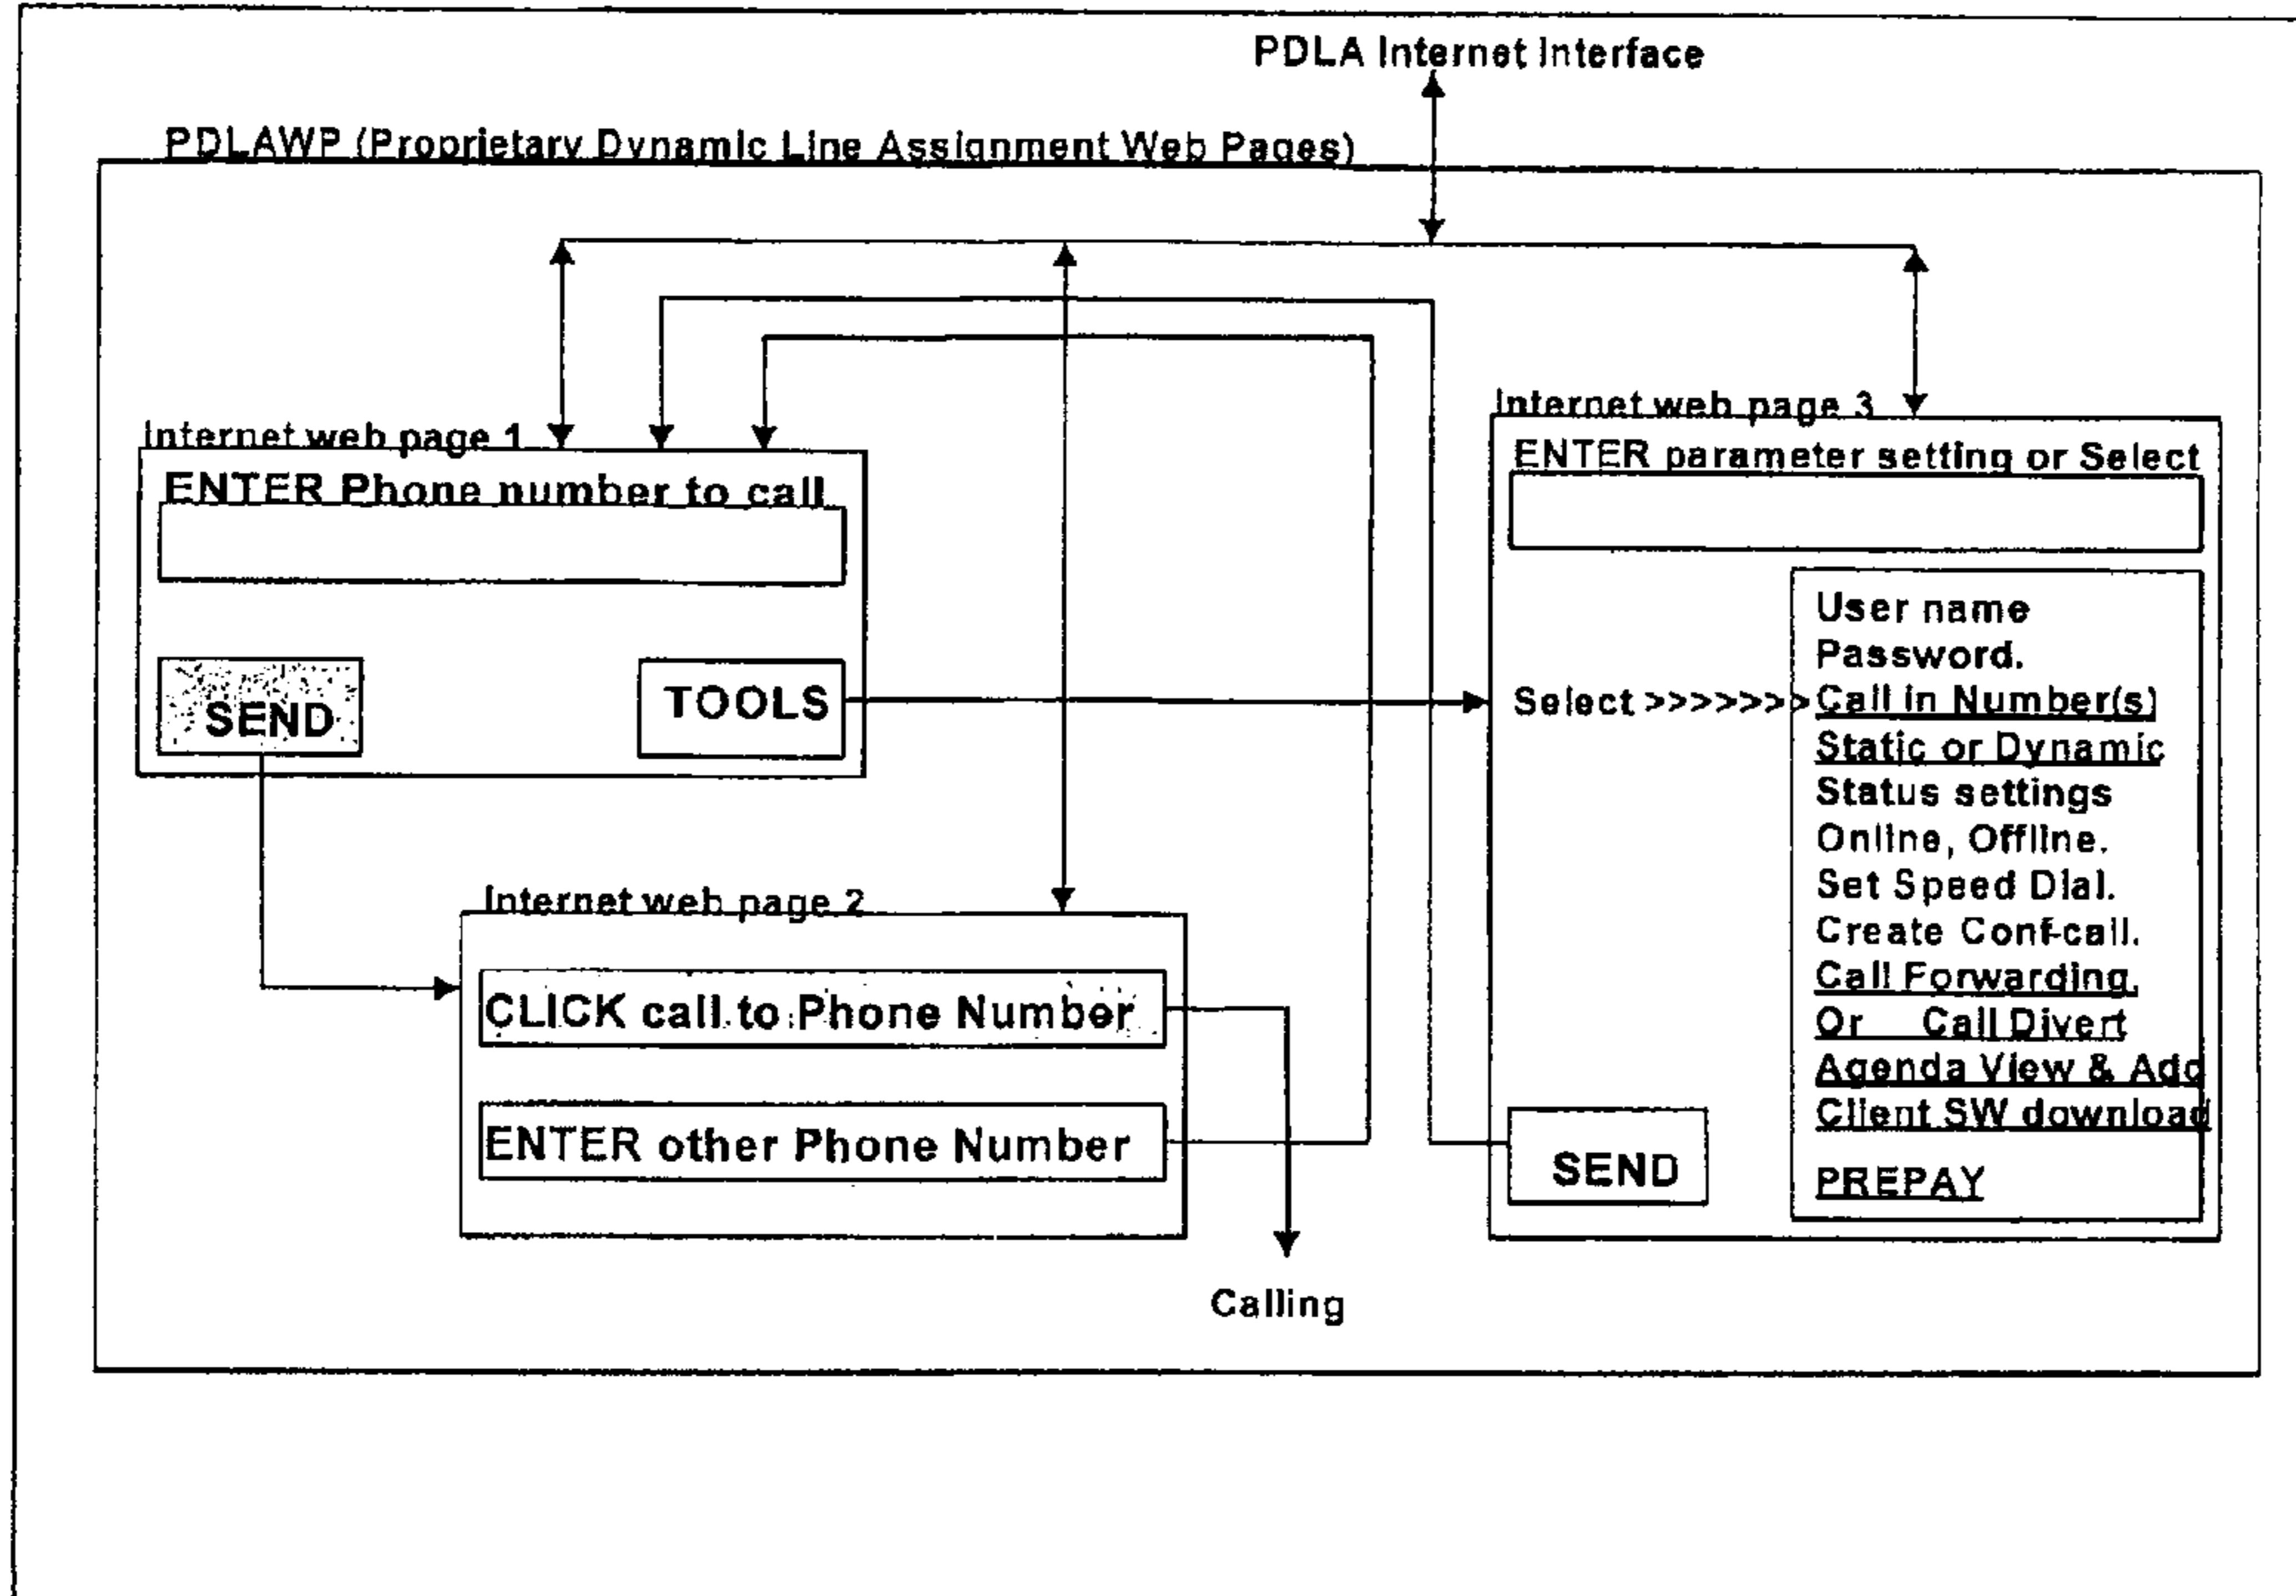 PDLA Internet Interface
PDLAWP (Proprietary Dynamic Line Assignment Web Pages)
Internet web page 1
ENTER Phone number to call
SEND
TOOLS
Internet web page 2
CLICK call to Phone Number
ENTER other Phone Number
Calling
Internet web page 3
ENTER parameter setting or Select
Select >>>>>>>
User name
Password.
Call in Number(s)
Static or Dynamic
Status settings
Online, Offline.
Set Speed Dial.
Create Conf-call.
Call Forwarding.
Or Call Divert
Agenda View & Add
Client SW download
PREPAY
SEND